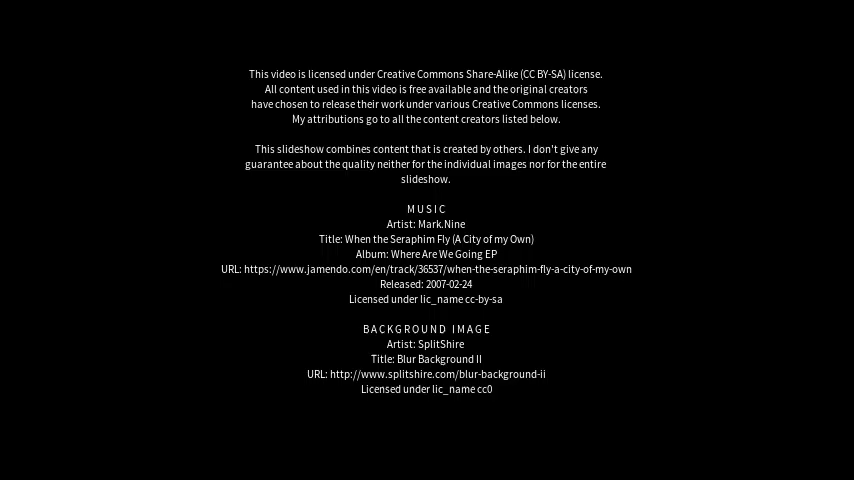 This video is licensed under Creative Commons Share-Alike (CC BY-SA) license.
All content used in this video is free available and the original creators
have chosen to release their work under various Creative Commons licenses.
My attributions go to all the content creators listed below.
This slideshow combines content that is created by others. I don't give any
guarantee about the quality neither for the individual images nor for the entire
slideshow.
MUSIC
Artist: Mark.Nine
Title: When the Seraphim Fly (A City of my Own)
Album: Where Are We Going EP
URL: https://www.jamendo.com/en/track/36537/when-the-seraphim-fly-a-city-of-my-own
Released: 2007-02-24
Licensed under lic_name cc-by-sa
BACKGROUND IMAGE
Artist: SplitShire
Title: Blur Background II
URL: http://www.splitshire.com/blur-background-ii
Licensed under lic_name cc0